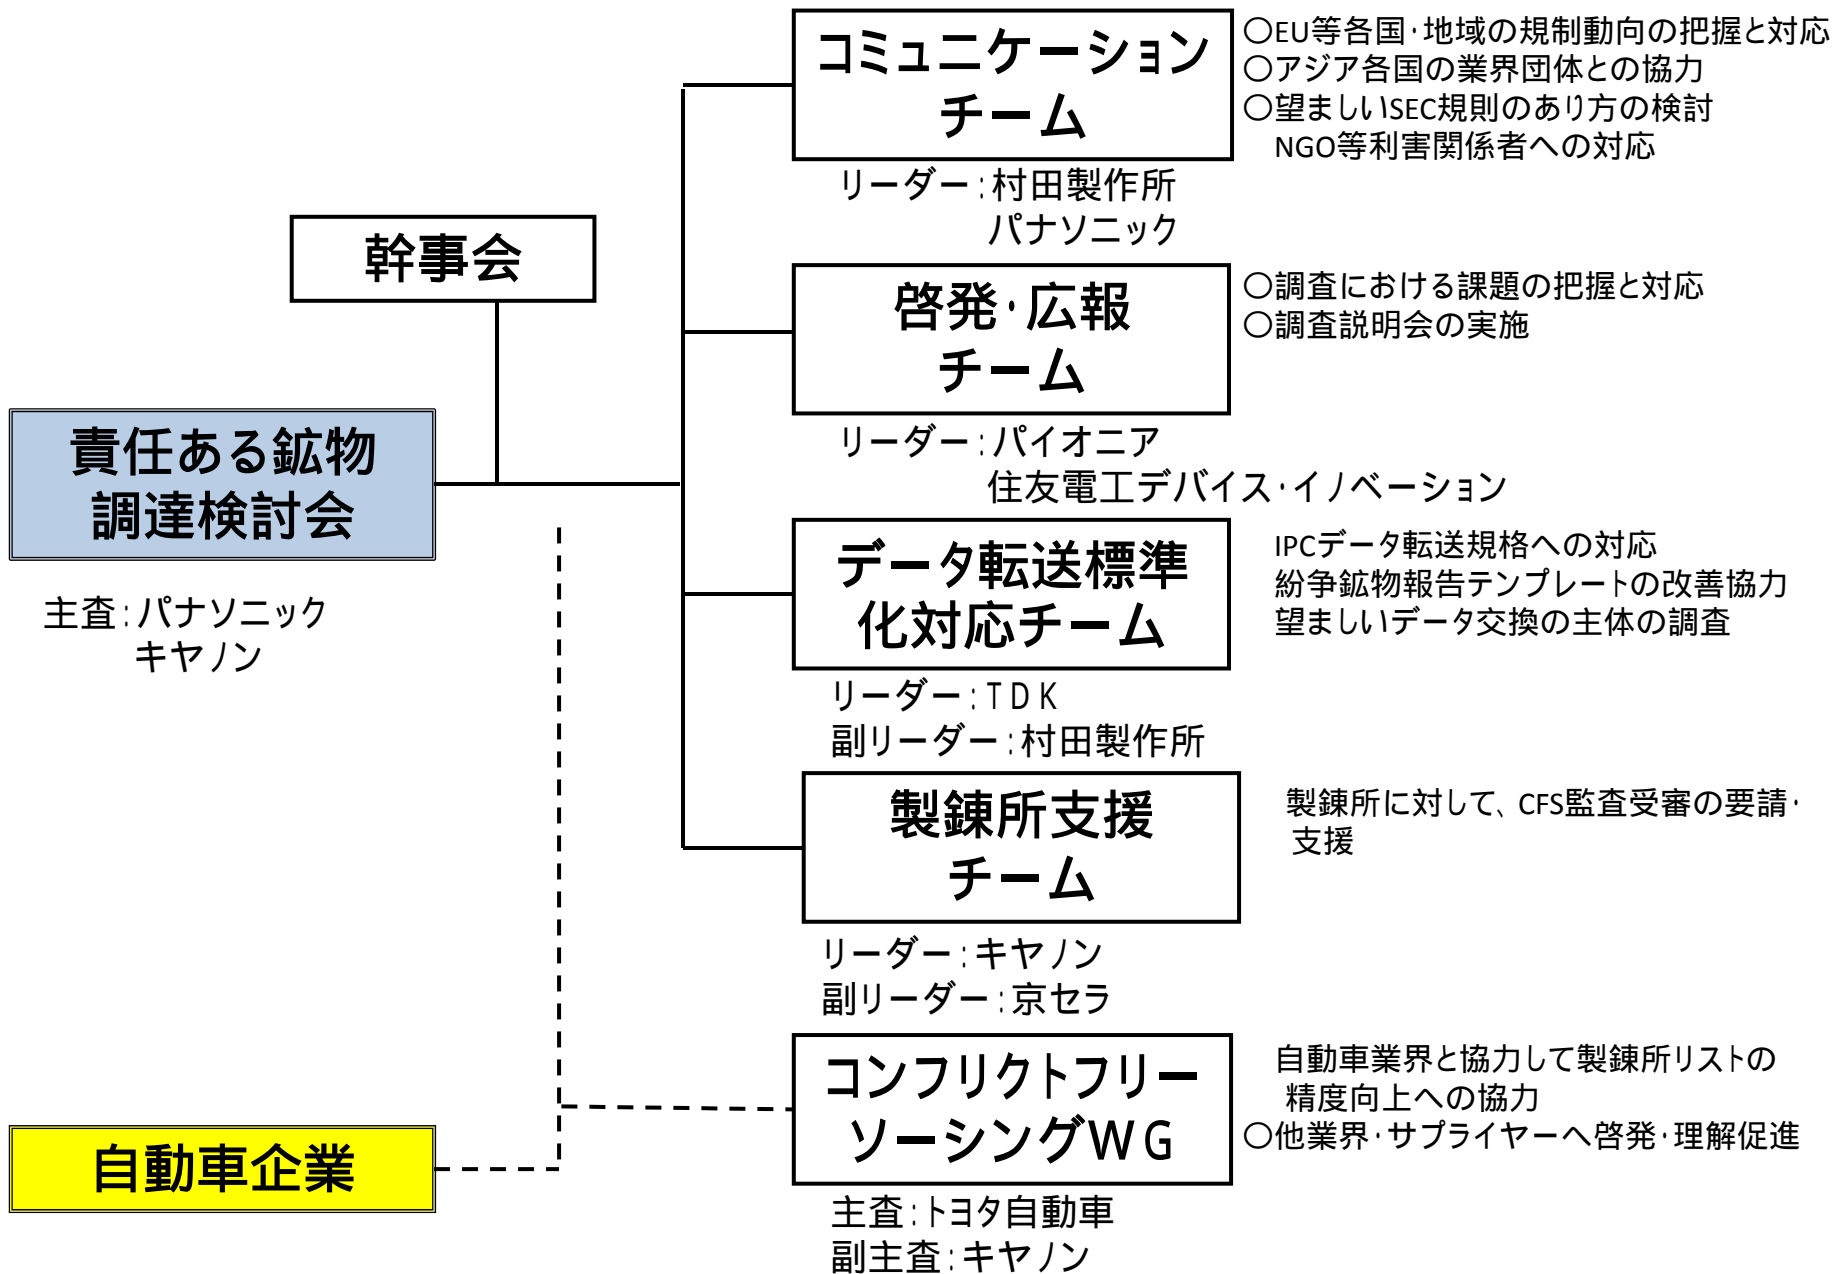 コミュニケーション
チーム
○EU等各国・地域の規制動向の把握と対応
○アジア各国の業界団体との協力
○望ましいSEC規則のあり方の検討
NGO等利害関係者への対応
リーダー：村田製作所
パナソニック
幹事会
啓発・広報
チーム
○調査における課題の把握と対応
○調査説明会の実施
リーダー：パイオニア
住友電工デバイス・イノベーション
責任ある鉱物
調達検討会
主査：パナソニック
キヤノン
データ転送標準
化対応チーム
IPCデータ転送規格への対応
紛争鉱物報告テンプレートの改善協力
望ましいデータ交換の主体の調査
リーダー：TDK
副リーダー：村田製作所
製錬所支援
チーム
製錬所に対して、CFS監査受審の要請・
支援
リーダー：キヤノン
副リーダー：京セラ
コンフリクトフリー
ソーシングWG
自動車業界と協力して製錬所リストの
精度向上への協力
○他業界・サプライヤーへ啓発・理解促進
主査：トヨタ自動車
副主査：キヤノン
自動車企業